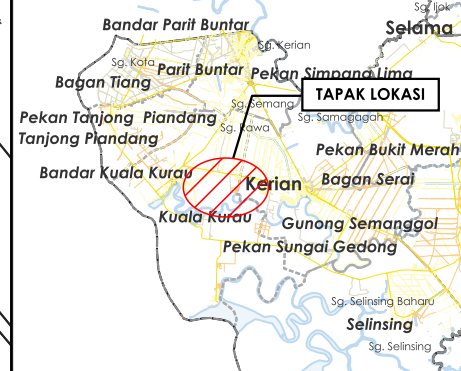 Sg. Ijok
Bandar Parit Buntar
Selama
Sg. Kerian
Sg. Kota
Parit Buntar
Pekan Simpang Lima
Bagan Tiang
TAPAK LOKASI
Sg. Semang
Pekan Tanjong Piandang
Sg. Rawa
Sg. Samagagah
Tanjong Piandang
Pekan Bukit Merah
Bandar Kuala Kurau
Kerian
Bagan Serai
Kuala Kurau
Gunong Semanggol
Pekan Sungai Gedong
Sg. Selinsing Baharu
Selinsing
Sg. Selinsing